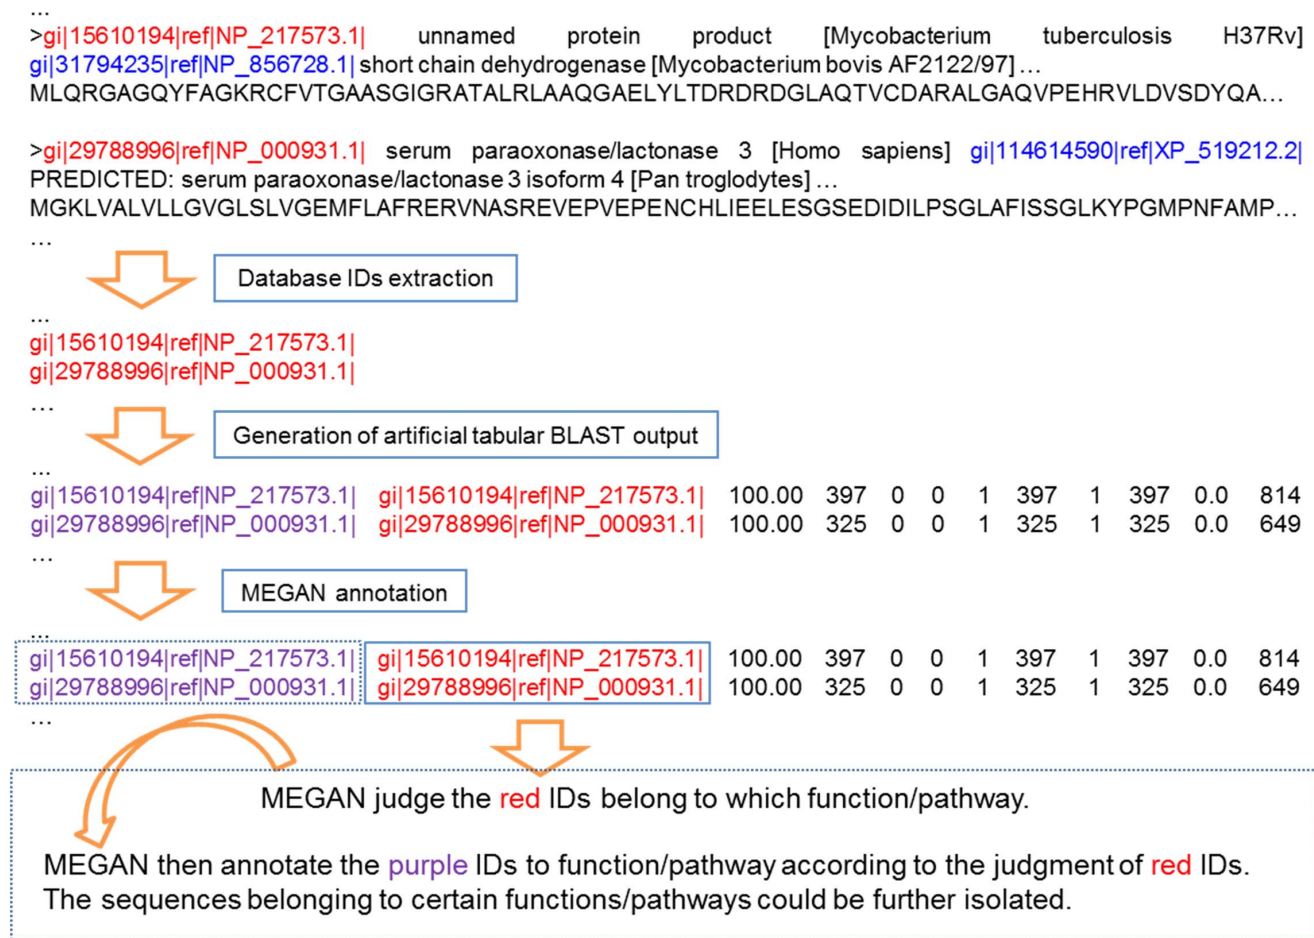 ...
>gi|15610194|ref|NP_217573.1| unnamed protein product [Mycobacterium tuberculosis H37Rv]
gi|31794235|ref|NP_856728.1| short chain dehydrogenase [Mycobacterium bovis AF2122/97] ...
MLQRGAGQYFAGKRCFVTGAASGIGRATALRLAAQGAELYLTDRDRDGLAQTVCDARALGAQVPEHRVLDVSDYQA...
>gi|29788996|ref|NP_000931.1| serum paraoxonase/lactonase 3 [Homo sapiens] gi|114614590|ref|XP_519212.2|
PREDICTED: serum paraoxonase/lactonase 3 isoform 4 [Pan troglodytes] ...
MGKLVALVLLGVGLSLVGEMFLAFRERVNASREVEPVEPENCHLIEELESGSEDIDILPSGLAFISSGLKYPGMPNFAMP...
...
Database IDs extraction
...
gi|15610194|ref|NP_217573.1|
gi|29788996|ref|NP_000931.1|
...
Generation of artificial tabular BLAST output
...
gi|15610194|ref|NP_217573.1| gi|15610194|ref|NP_217573.1| 100.00 397 0 0 1 397 1 397 0.0 814
gi|29788996|ref|NP_000931.1| gi|29788996|ref|NP_000931.1| 100.00 325 0 0 1 325 1 325 0.0 649
...
MEGAN annotation
...
gi|15610194|ref|NP_217573.1| gi|15610194|ref|NP_217573.1| 100.00 397 0 0 1 397 1 397 0.0 814
gi|29788996|ref|NP_000931.1| gi|29788996|ref|NP_000931.1| 100.00 325 0 0 1 325 1 325 0.0 649
...
MEGAN judge the red IDs belong to which function/pathway.
MEGAN then annotate the purple IDs to function/pathway according to the judgment of red IDs.
The sequences belonging to certain functions/pathways could be further isolated.